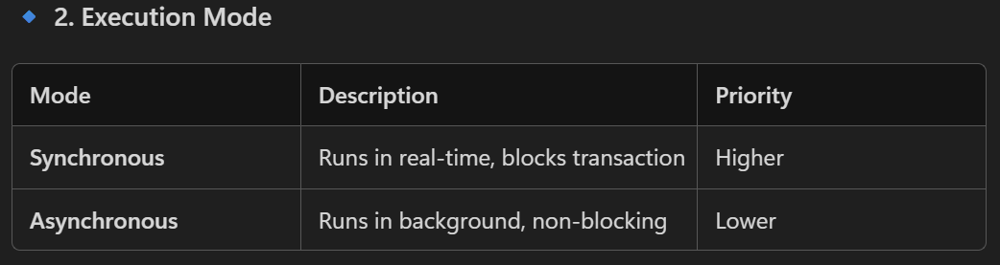 2. Execution Mode
Mode Description Priority
Synchronous Runs in real-time, blocks transaction Higher
Asynchronous Runs in background, non-blocking Lower